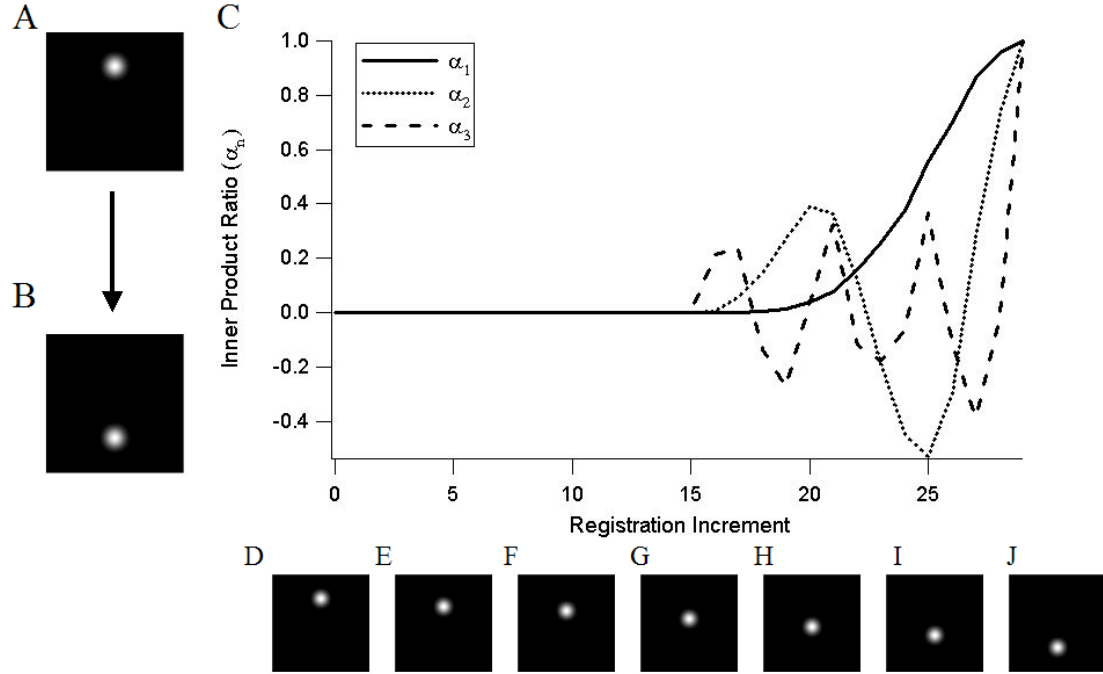 A
B
C
1.0
0.8
0.6
0.4
0.2
0.0
-0.2
-0.4
Inner Product Ratio (αn)
α1
α2
α3
0 5 10 15 20 25
Registration Increment
D E F G H I J